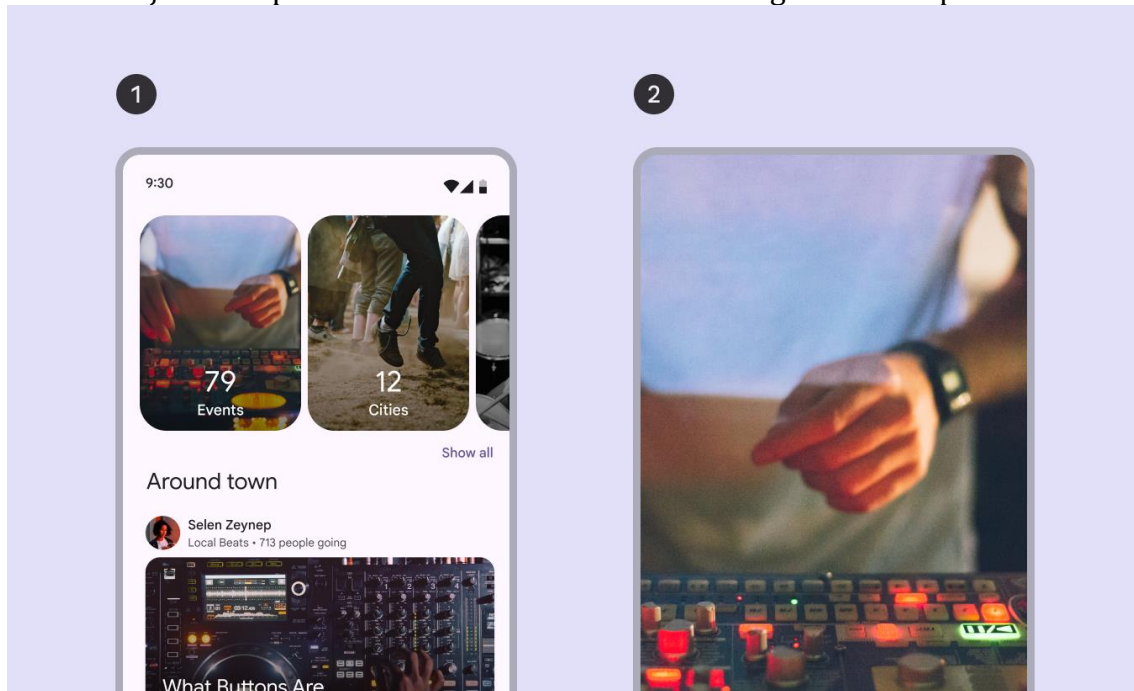 1
2
9:30
79
Events
12
Cities
Show all
Around town
Selen Zeynep
Local Beats • 713 people going
What Buttons Are